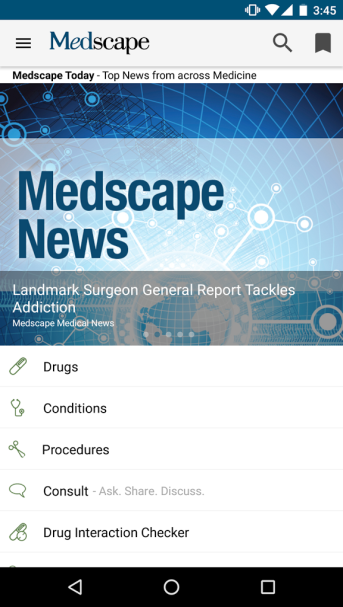 3:45
Medscape
Medscape Today - Top News from across Medicine
Medscape
News
Landmark Surgeon General Report Tackles
Addiction
Medscape Medical News
Drugs
Conditions
Procedures
Consult - Ask. Share. Discuss.
Drug Interaction Checker